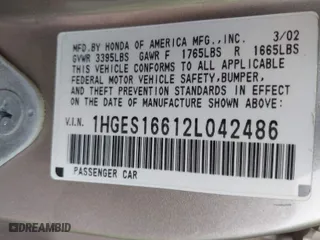 MFD. BY HONDA OF AMERICA MFG., INC. 3/02
GVWR 3395LBS GAWR F 1765LBS R 1665LBS
THIS VEHICLE CONFORMS TO ALL APPLICABLE
FEDERAL MOTOR VEHICLE SAFETY, BUMPER,
AND THEFT PREVENTION STANDARDS IN EFFECT
ON THE DATE OF MANUFACTURE SHOWN ABOVE.
V.I.N. 1HGES16612L042486
PASSENGER CAR
DREAMBID